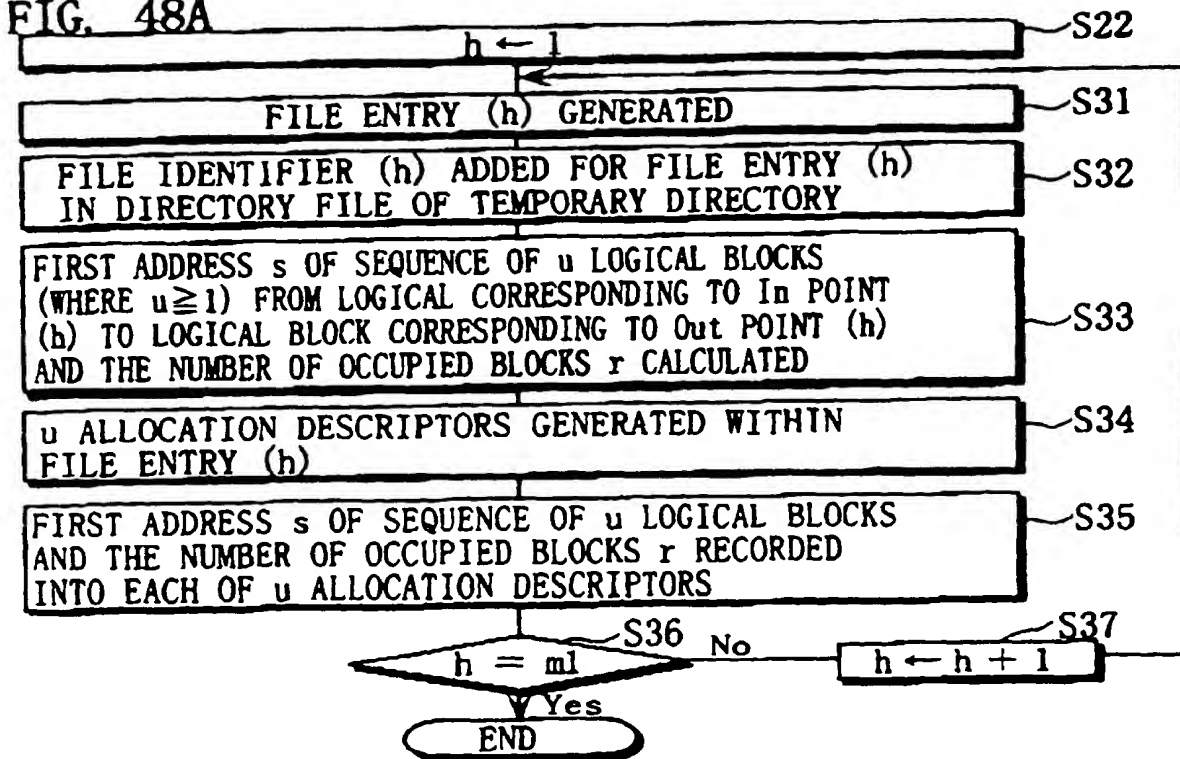 FIG. 48A
h ← 1
S22
FILE ENTRY (h) GENERATED
S31
FILE IDENTIFIER (h) ADDED FOR FILE ENTRY (h)
IN DIRECTORY FILE OF TEMPORARY DIRECTORY
S32
FIRST ADDRESS s OF SEQUENCE OF u LOGICAL BLOCKS
(WHERE u≧1) FROM LOGICAL CORRESPONDING TO In POINT
(h) TO LOGICAL BLOCK CORRESPONDING TO Out POINT (h)
AND THE NUMBER OF OCCUPIED BLOCKS r CALCULATED
S33
u ALLOCATION DESCRIPTORS GENERATED WITHIN
FILE ENTRY (h)
S34
FIRST ADDRESS s OF SEQUENCE OF u LOGICAL BLOCKS
AND THE NUMBER OF OCCUPIED BLOCKS r RECORDED
INTO EACH OF u ALLOCATION DESCRIPTORS
S35
h = m1
S36
No
h ← h + 1
S37
Yes
END